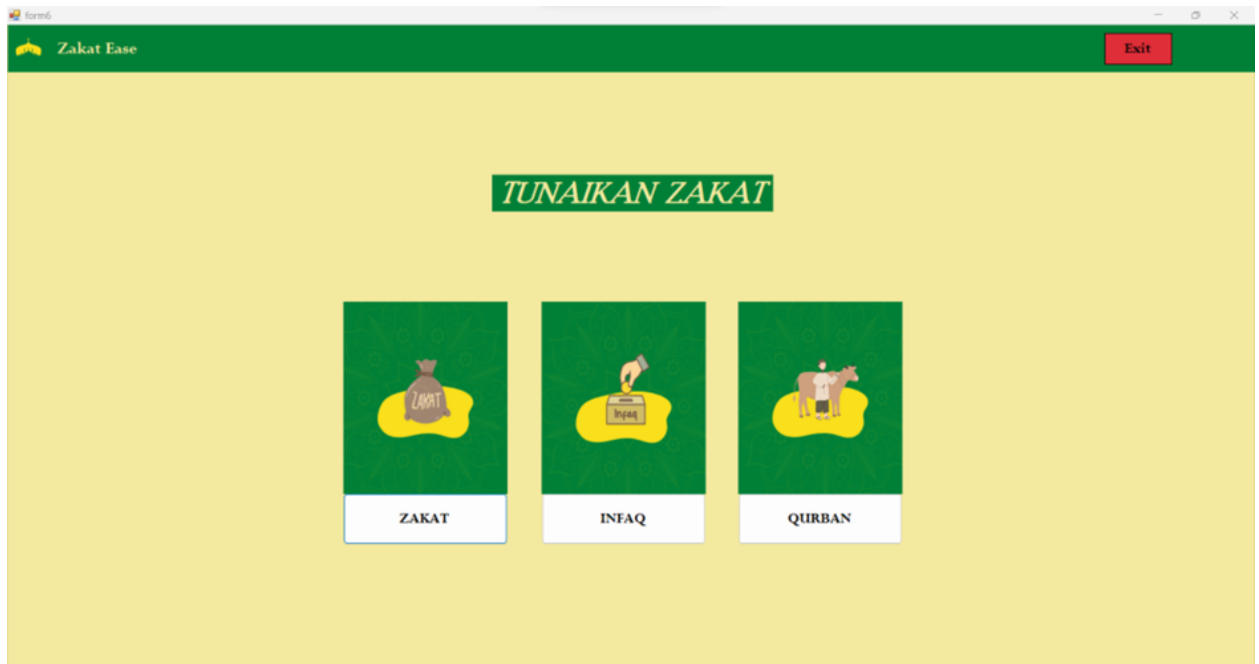 form6
Zakat Ease
Exit
TUNAIKAN ZAKAT
ZAKAT
Infaq
ZAKAT
INFAQ
QURBAN